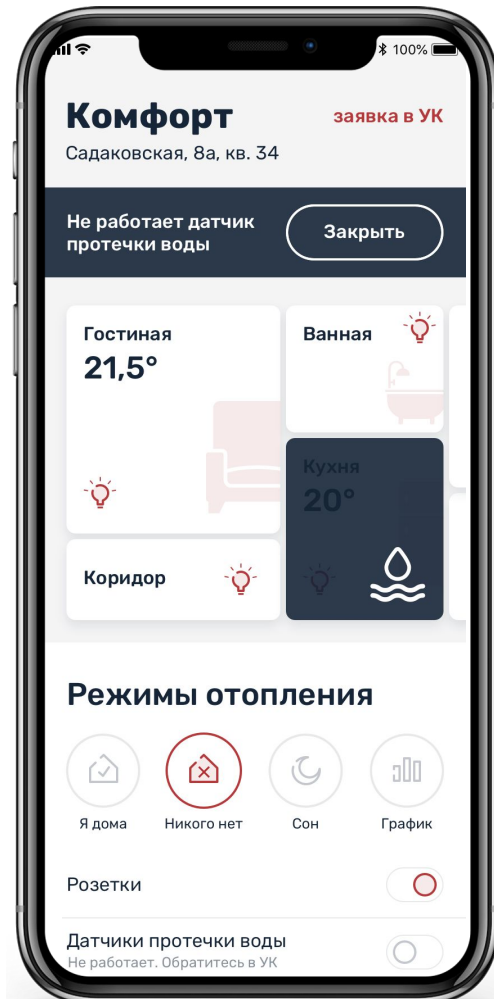 100%
Комфорт
заявка в УК
Садаковская, 8а, кв. 34
Не работает датчик
протечки воды
Закрыть
Гостиная
21,5°
Ванная
Кухня
20°
Коридор
Режимы отопления
Я дома
Никого нет
Сон
График
Розетки
Датчики протечки воды
Не работает. Обратитесь в УК